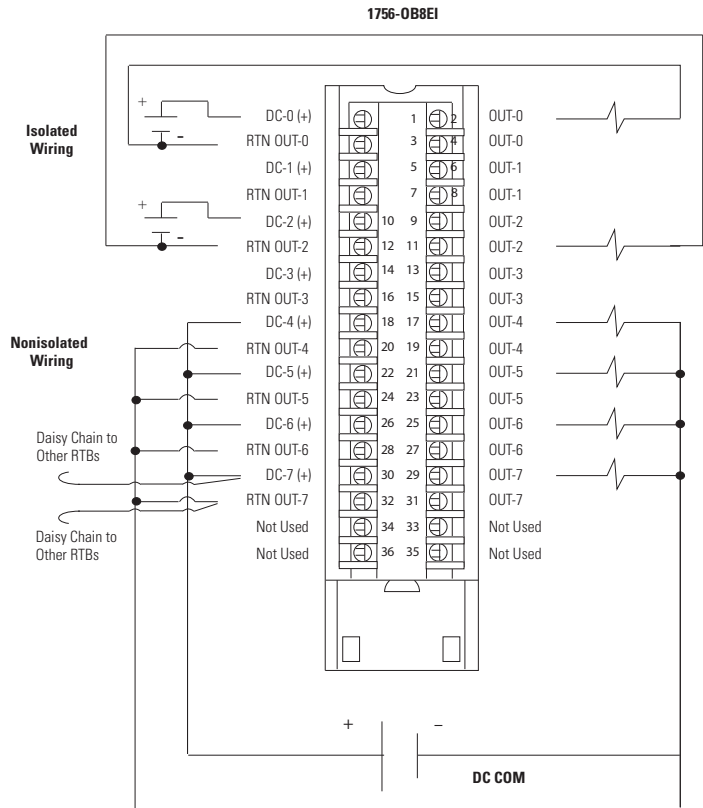 1756-OB8EI
+
DC-0 (+) 1 2 OUT-0
Isolated
Wiring
-
RTN OUT-0 3 4 OUT-0
DC-1 (+) 5 6 OUT-1
RTN OUT-1 7 8 OUT-1
+
DC-2 (+) 10 9 OUT-2
-
RTN OUT-2 12 11 OUT-2
DC-3 (+) 14 13 OUT-3
RTN OUT-3 16 15 OUT-3
DC-4 (+) 18 17 OUT-4
Nonisolated
Wiring
RTN OUT-4 20 19 OUT-4
DC-5 (+) 22 21 OUT-5
RTN OUT-5 24 23 OUT-5
DC-6 (+) 26 25 OUT-6
Daisy Chain to
Other RTBs
RTN OUT-6 28 27 OUT-6
DC-7 (+) 30 29 OUT-7
RTN OUT-7 32 31 OUT-7
Daisy Chain to
Other RTBs
Not Used 34 33 Not Used
Not Used 36 35 Not Used
+ –
DC COM